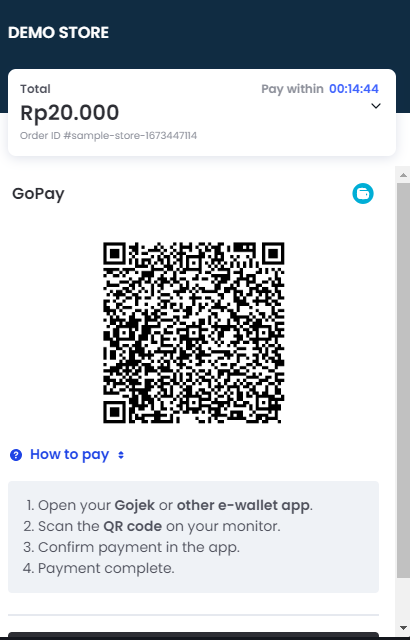 DEMO STORE
Total
Pay within 00:14:44
Rp20.000
Order ID #sample-store-1673447114
GoPay
How to pay
1. Open your Gojek or other e-wallet app.
2. Scan the QR code on your monitor.
3. Confirm payment in the app.
4. Payment complete.